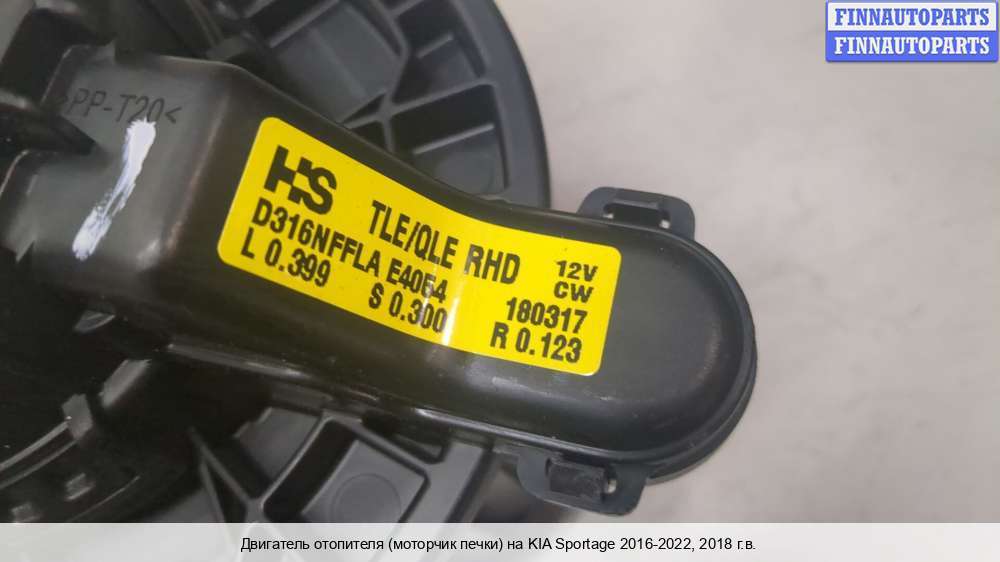 FINNAUTOPARTS
FINNAUTOPARTS
>PP-T20<
HS
TLE/QLE RHD 12V
D316NFFLA E4054 CW
L 0.399 S 0.300 180317
R 0.123
Двигатель отопителя (моторчик печки) на KIA Sportage 2016-2022, 2018 г.в.